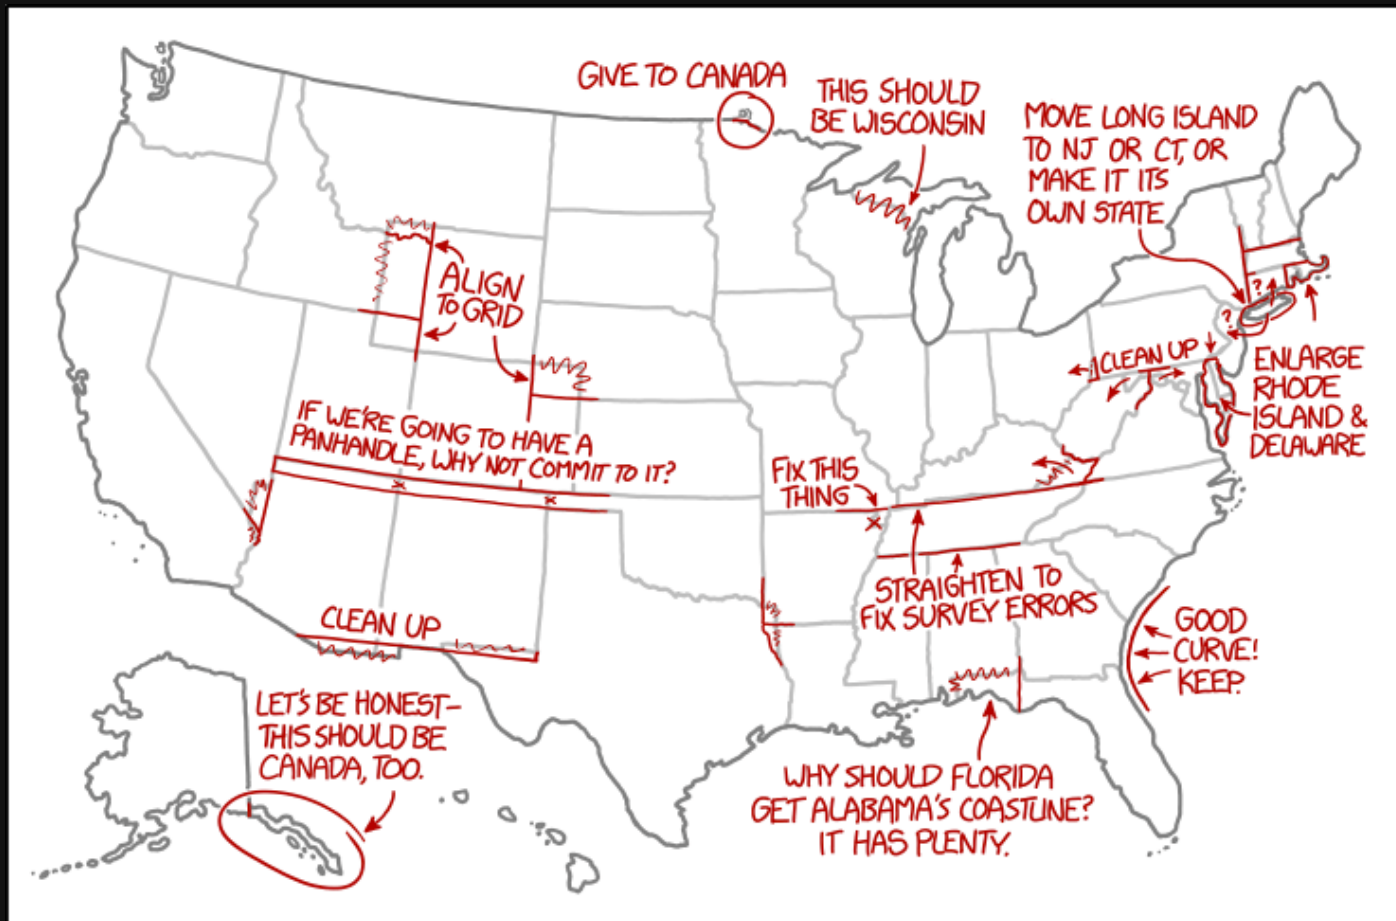 GIVE TO CANADA
THIS SHOULD
BE WISCONSIN
MOVE LONG ISLAND
TO NJ OR CT, OR
MAKE IT ITS
OWN STATE
ALIGN
TO GRID
CLEAN UP
?
?
ENLARGE
RHODE
ISLAND &
DELAWARE
IF WE'RE GOING TO HAVE A
PANHANDLE, WHY NOT COMMIT TO IT?
FIX THIS
THING
STRAIGHTEN TO
FIX SURVEY ERRORS
CLEAN UP
GOOD
CURVE!
KEEP.
LET'S BE HONEST—
THIS SHOULD BE
CANADA, TOO.
WHY SHOULD FLORIDA
GET ALABAMA'S COASTLINE?
IT HAS PLENTY.